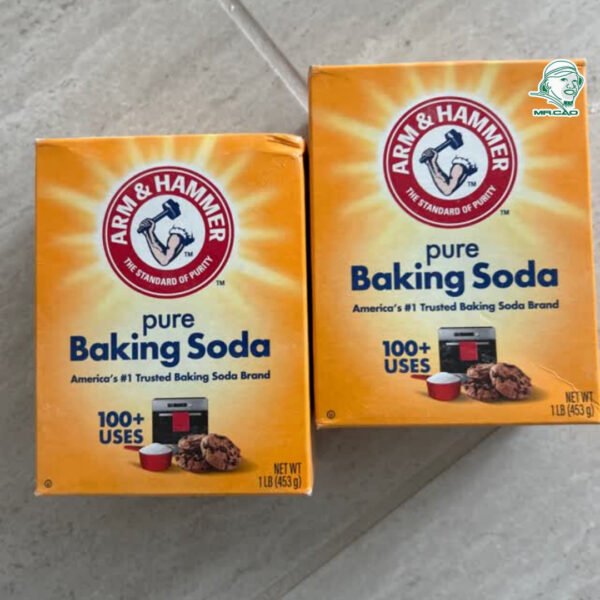 ARM & HAMMER
THE STANDARD OF PURITY
TM
TM
pure
Baking Soda
America's #1 Trusted Baking Soda Brand
100+
USES
NET WT
1 LB (453 g)
ARM & HAMMER
THE STANDARD OF PURITY
TM
TM
pure
Baking Soda
America's #1 Trusted Baking Soda Brand
100+
USES
NET WT
1 LB (453 g)
MR.CAO